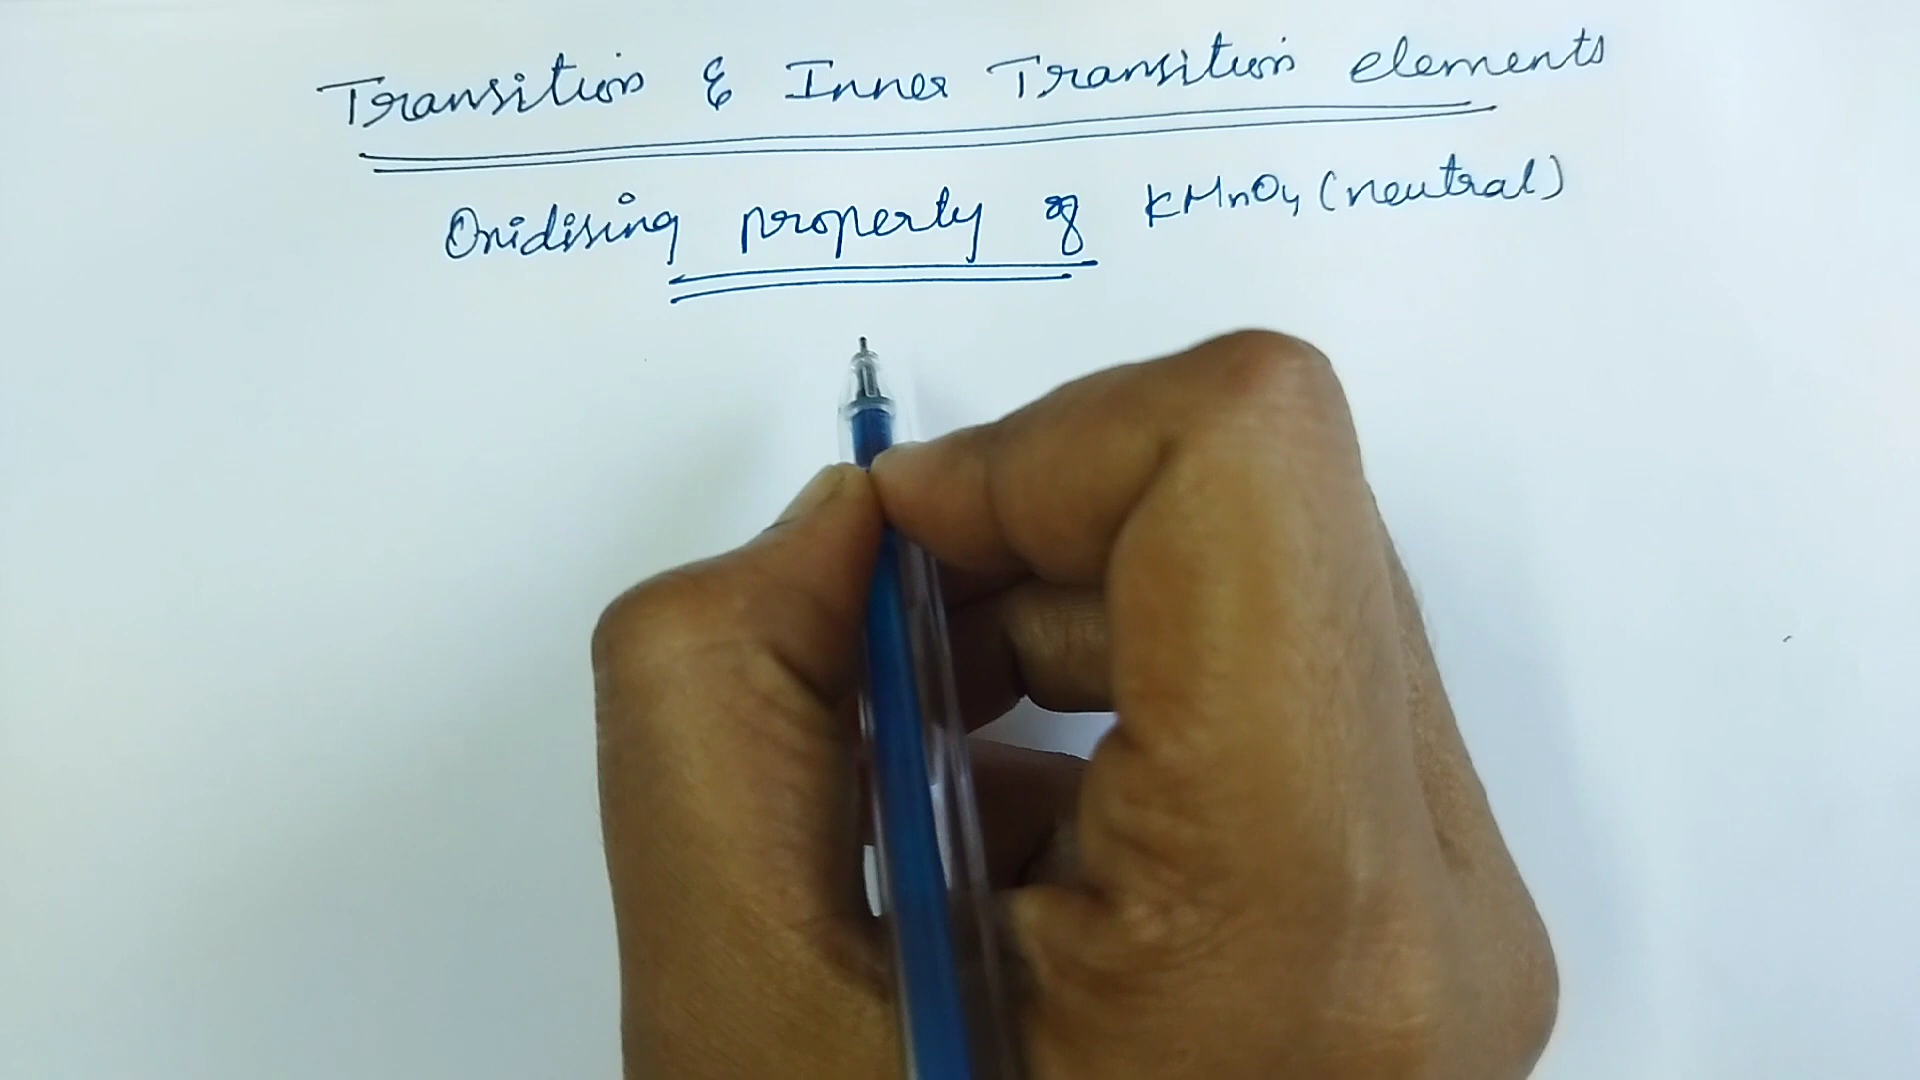 Transition & Inner Transition elements
Oxidising property of KMnO4 (neutral)